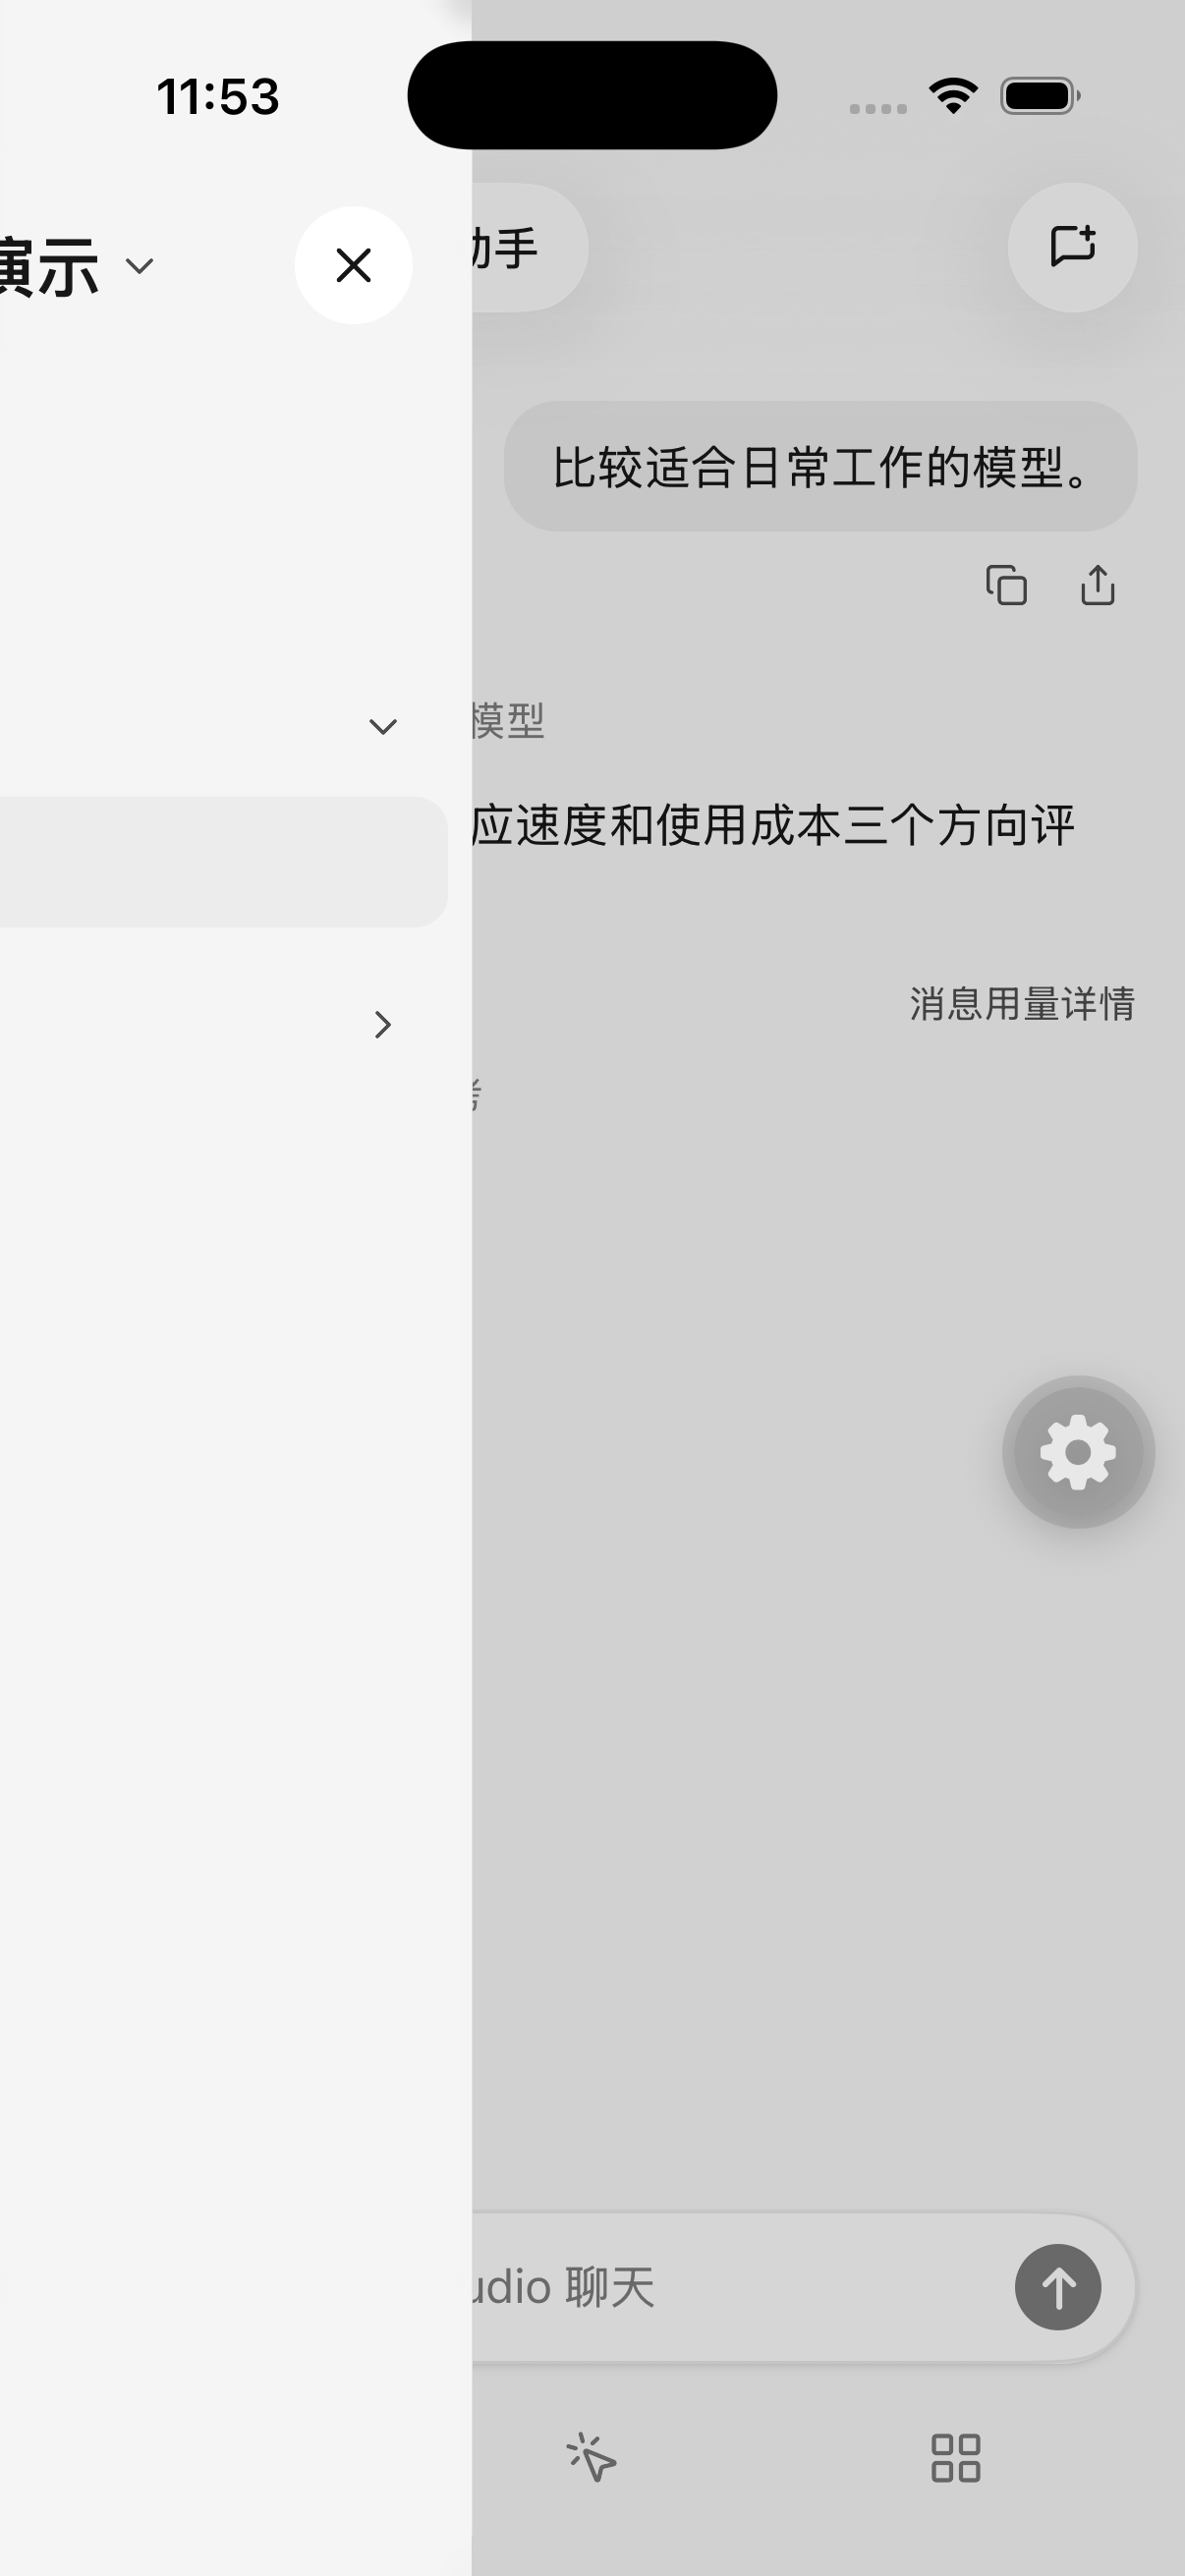 11:53
演示
助手
比较适合日常工作的模型。
模型
应速度和使用成本三个方向评
消息用量详情
udio 聊天